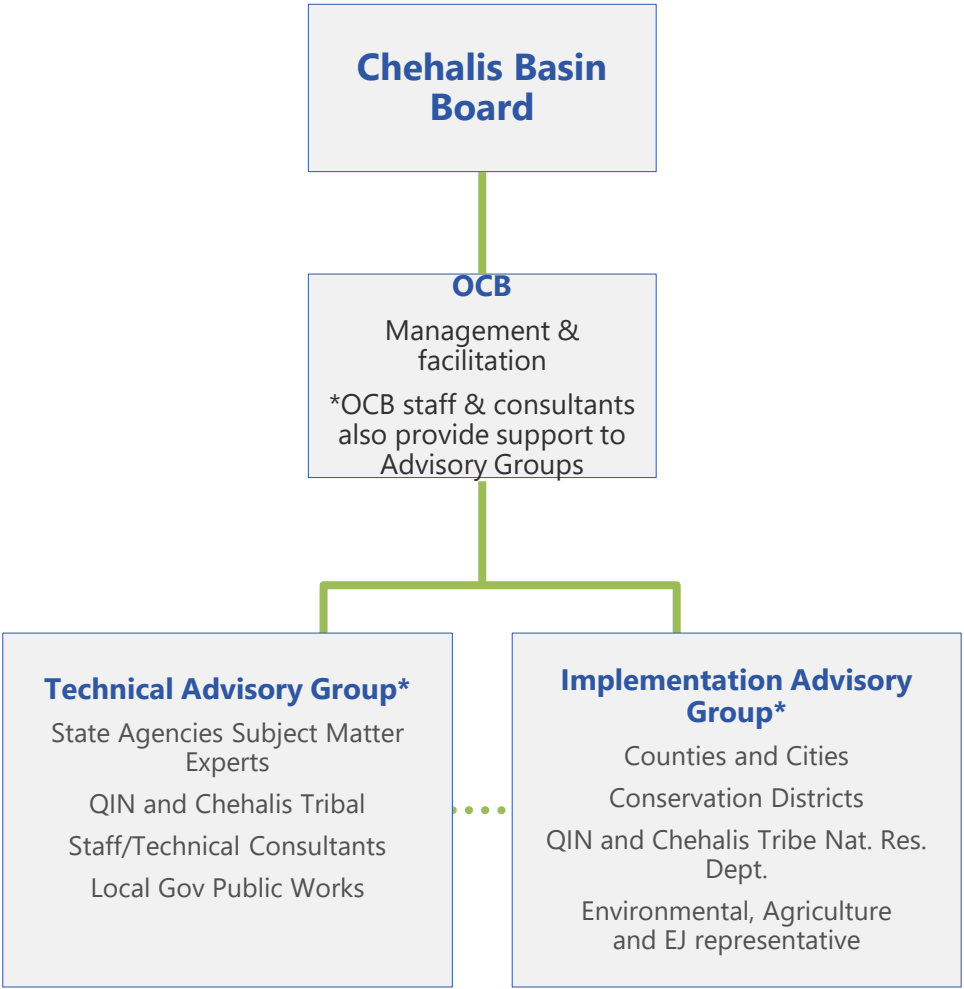 Chehalis Basin
Board
OCB
Management &
facilitation
*OCB staff & consultants
also provide support to
Advisory Groups
Technical Advisory Group*
State Agencies Subject Matter
Experts
QIN and Chehalis Tribal
Staff/Technical Consultants
Local Gov Public Works
Implementation Advisory
Group*
Counties and Cities
Conservation Districts
QIN and Chehalis Tribe Nat. Res.
Dept.
Environmental, Agriculture
and EJ representative